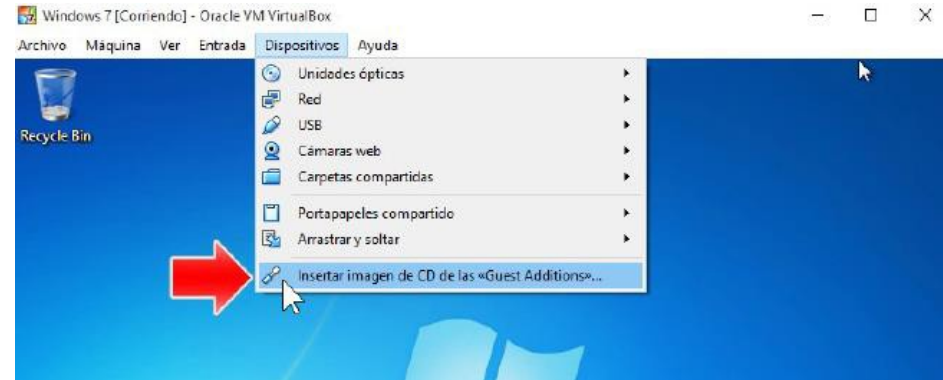 Windows 7 [Corriendo] - Oracle VM VirtualBox
Archivo Máquina Ver Entrada Dispositivos Ayuda
Recycle Bin
Unidades ópticas
Red
USB
Cámaras web
Carpetas compartidas
Portapapeles compartido
Arrastrar y soltar
Insertar imagen de CD de las «Guest Additions»...